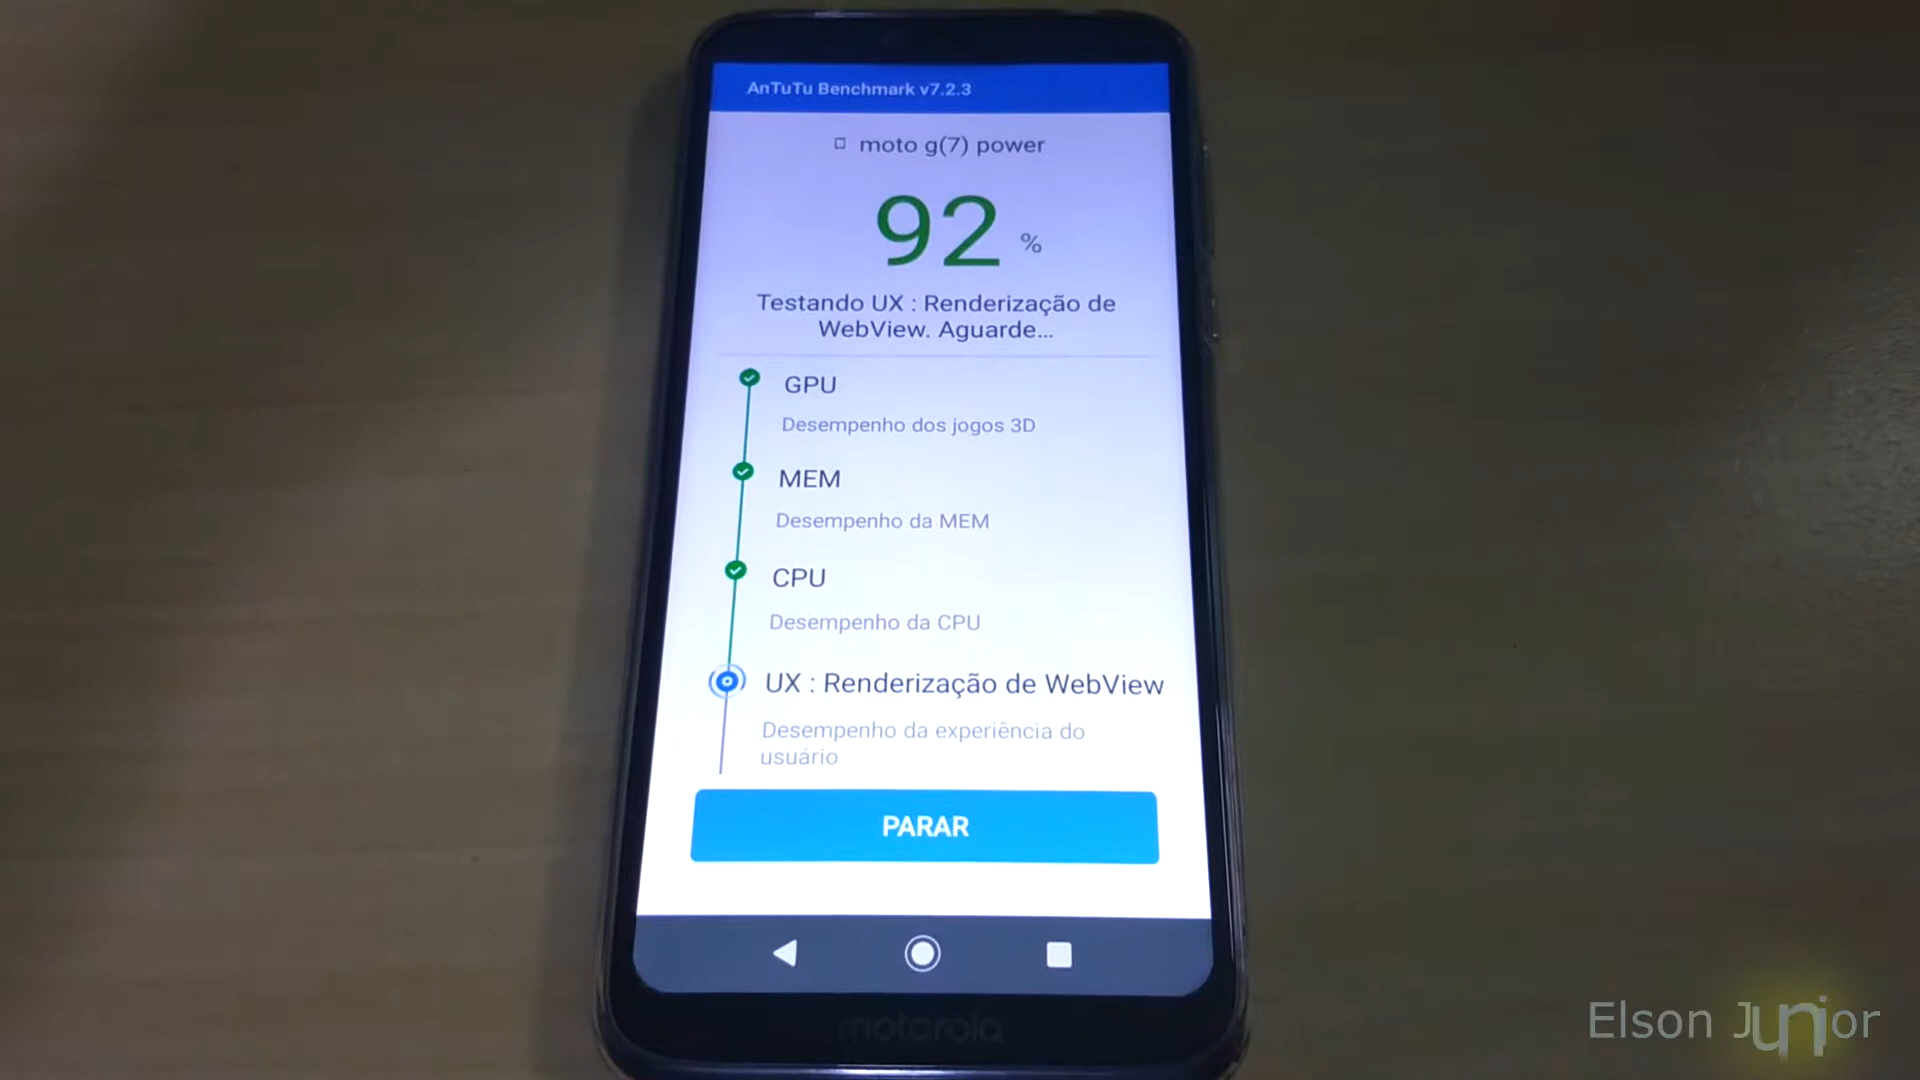 AnTuTu Benchmark v7.2.3
moto g(7) power
92 %
Testando UX : Renderização de
WebView. Aguarde...
GPU
Desempenho dos jogos 3D
MEM
Desempenho da MEM
CPU
Desempenho da CPU
UX : Renderização de WebView
Desempenho da experiência do
usuário
PARAR
motorola
Elson Junior